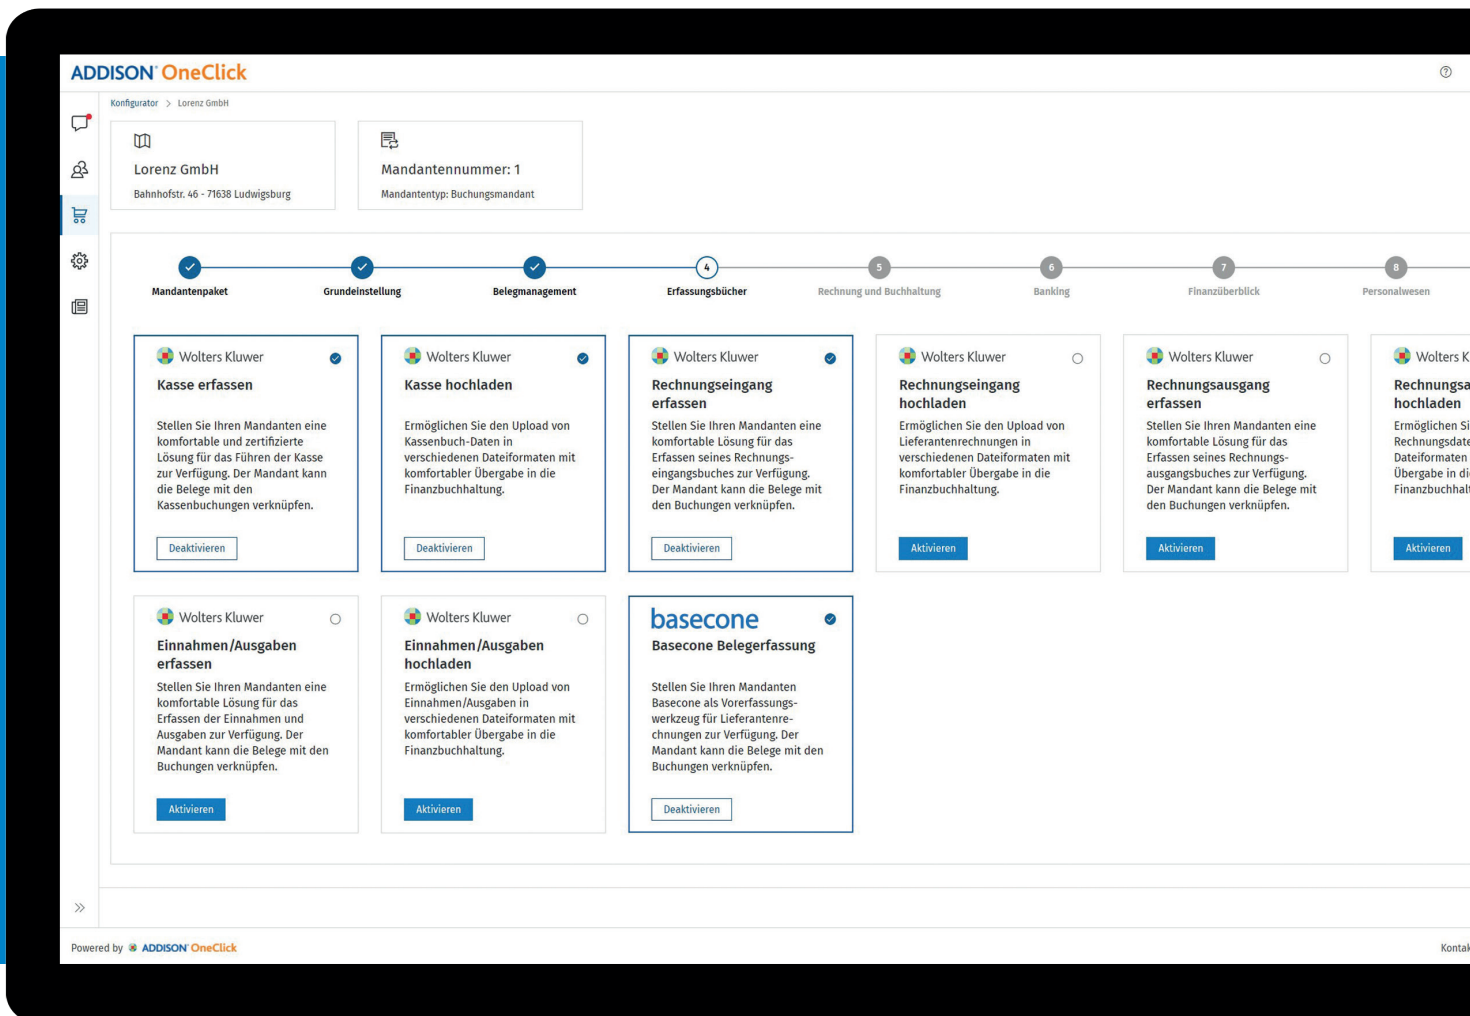 ADDISON® OneClick
Konfigurator > Lorenz GmbH
Lorenz GmbH
Bahnhofstr. 46 - 71638 Ludwigsburg
Mandantennummer: 1
Mandantentyp: Buchungsmandant
4 5 6 7 8
Mandantenpaket Grundeinstellung Belegmanagement Erfassungsbücher Rechnung und Buchhaltung Banking Finanzüberblick Personalwesen
Wolters Kluwer
Kasse erfassen
Stellen Sie Ihren Mandanten eine
komfortable und zertifizierte
Lösung für das Führen der Kasse
zur Verfügung. Der Mandant kann
die Belege mit den
Kassenbuchungen verknüpfen.
Deaktivieren
Wolters Kluwer
Kasse hochladen
Ermöglichen Sie den Upload von
Kassenbuch-Daten in
verschiedenen Dateiformaten mit
komfortabler Übergabe in die
Finanzbuchhaltung.
Deaktivieren
Wolters Kluwer
Rechnungseingang
erfassen
Stellen Sie Ihren Mandanten eine
komfortable Lösung für das
Erfassen seines Rechnungs-
eingangsbuches zur Verfügung.
Der Mandant kann die Belege mit
den Buchungen verknüpfen.
Deaktivieren
Wolters Kluwer
Rechnungseingang
hochladen
Ermöglichen Sie den Upload von
Lieferantenrechnungen in
verschiedenen Dateiformaten mit
komfortabler Übergabe in die
Finanzbuchhaltung.
Aktivieren
Wolters Kluwer
Rechnungsausgang
erfassen
Stellen Sie Ihren Mandanten eine
komfortable Lösung für das
Erfassen seines Rechnungs-
ausgangsbuches zur Verfügung.
Der Mandant kann die Belege mit
den Buchungen verknüpfen.
Aktivieren
Wolters K
Rechnungsa
hochladen
Ermöglichen Si
Rechnungsdate
Dateiformaten
Übergabe in di
Finanzbuchhal
Aktivieren
Wolters Kluwer
Einnahmen/Ausgaben
erfassen
Stellen Sie Ihren Mandanten eine
komfortable Lösung für das
Erfassen der Einnahmen und
Ausgaben zur Verfügung. Der
Mandant kann die Belege mit den
Buchungen verknüpfen.
Aktivieren
Wolters Kluwer
Einnahmen/Ausgaben
hochladen
Ermöglichen Sie den Upload von
Einnahmen/Ausgaben in
verschiedenen Dateiformaten mit
komfortabler Übergabe in die
Finanzbuchhaltung.
Aktivieren
basecone
Basecone Belegerfassung
Stellen Sie Ihren Mandanten
Basecone als Vorerfassungs-
werkzeug für Lieferantenre-
chnungen zur Verfügung. Der
Mandant kann die Belege mit den
Buchungen verknüpfen.
Deaktivieren
Powered by ADDISON® OneClick
Kontak